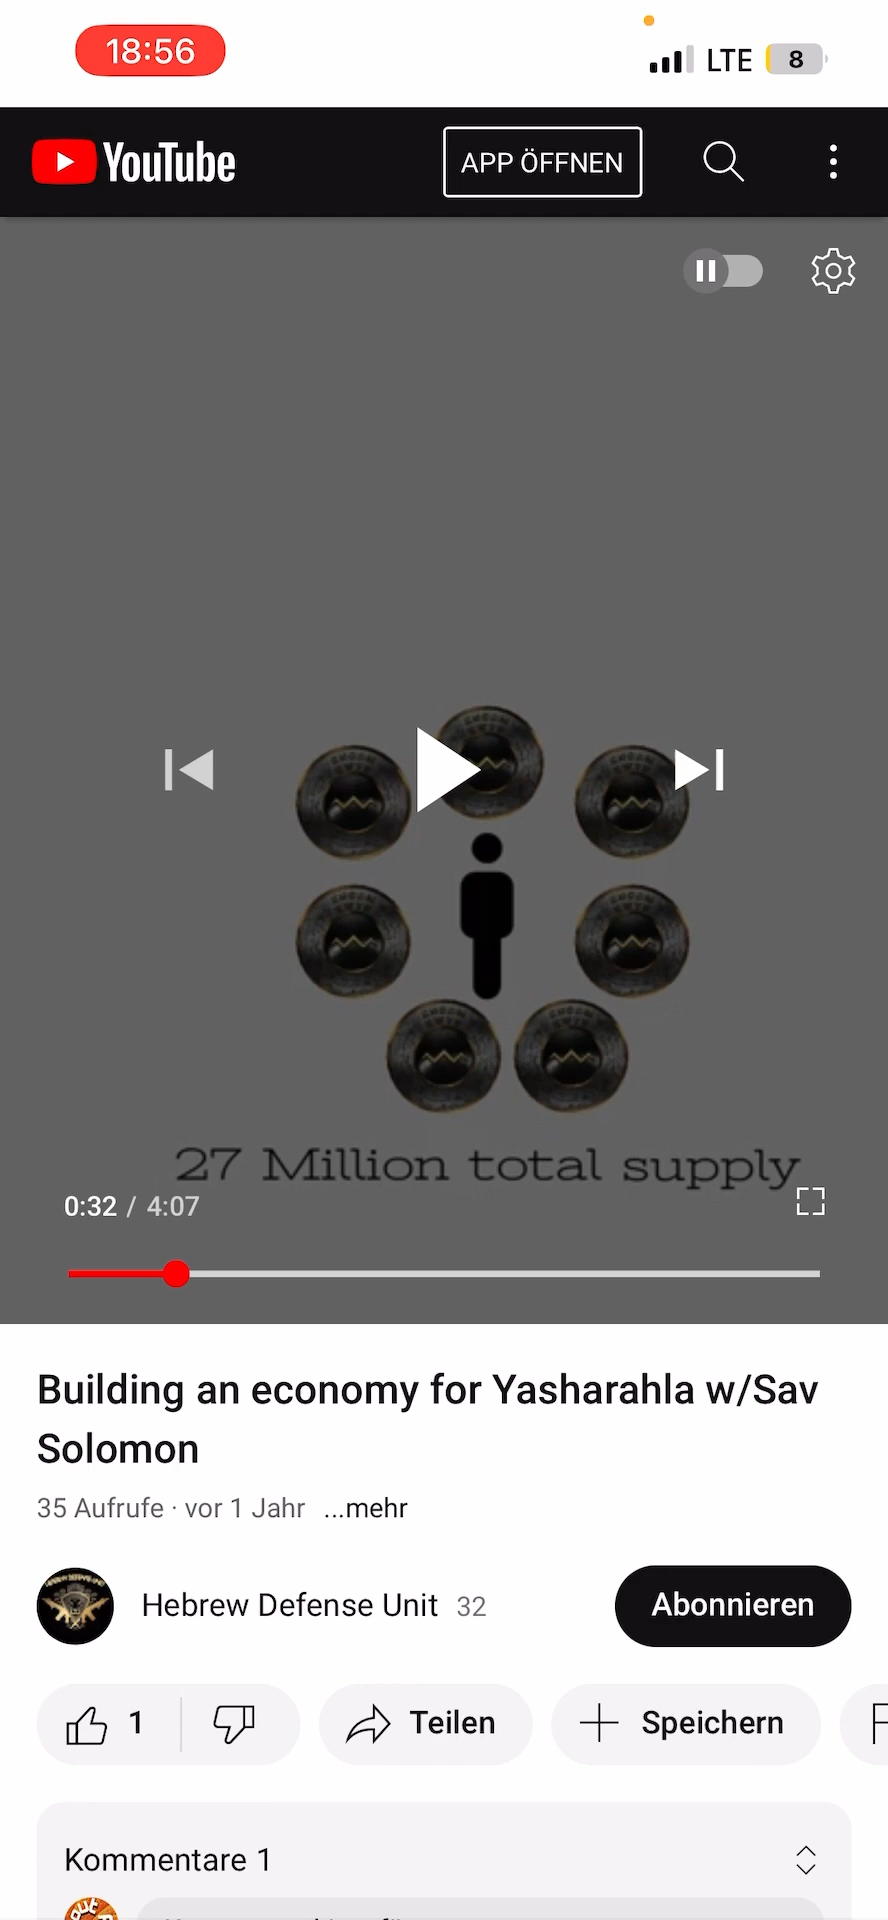 18:56
LTE
8
YouTube
APP ÖFFNEN
27 Million total supply
0:32 / 4:07
Building an economy for Yasharahla w/Sav
Solomon
35 Aufrufe · vor 1 Jahr ...mehr
Hebrew Defense Unit 32
Abonnieren
1
Teilen
Speichern
Kommentare 1